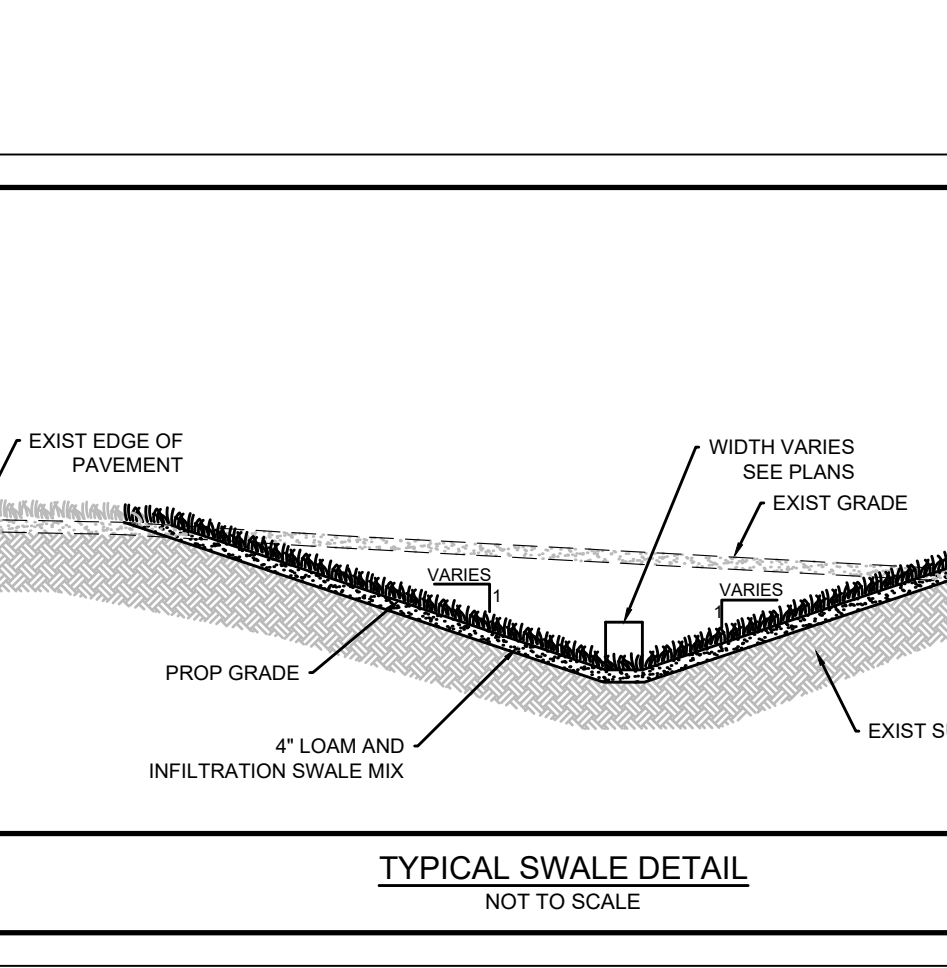 EXIST EDGE OF
PAVEMENT
WIDTH VARIES
SEE PLANS
EXIST GRADE
VARIES
1
VARIES
1
PROP GRADE
EXIST
4" LOAM AND
INFILTRATION SWALE MIX
TYPICAL SWALE DETAIL
NOT TO SCALE